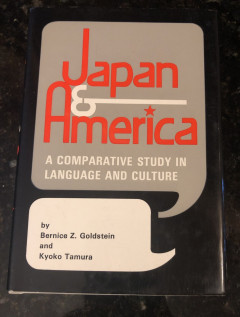 Japan
&
America
A COMPARATIVE STUDY IN
LANGUAGE AND CULTURE
by
Bernice Z. Goldstein
and
Kyoko Tamura